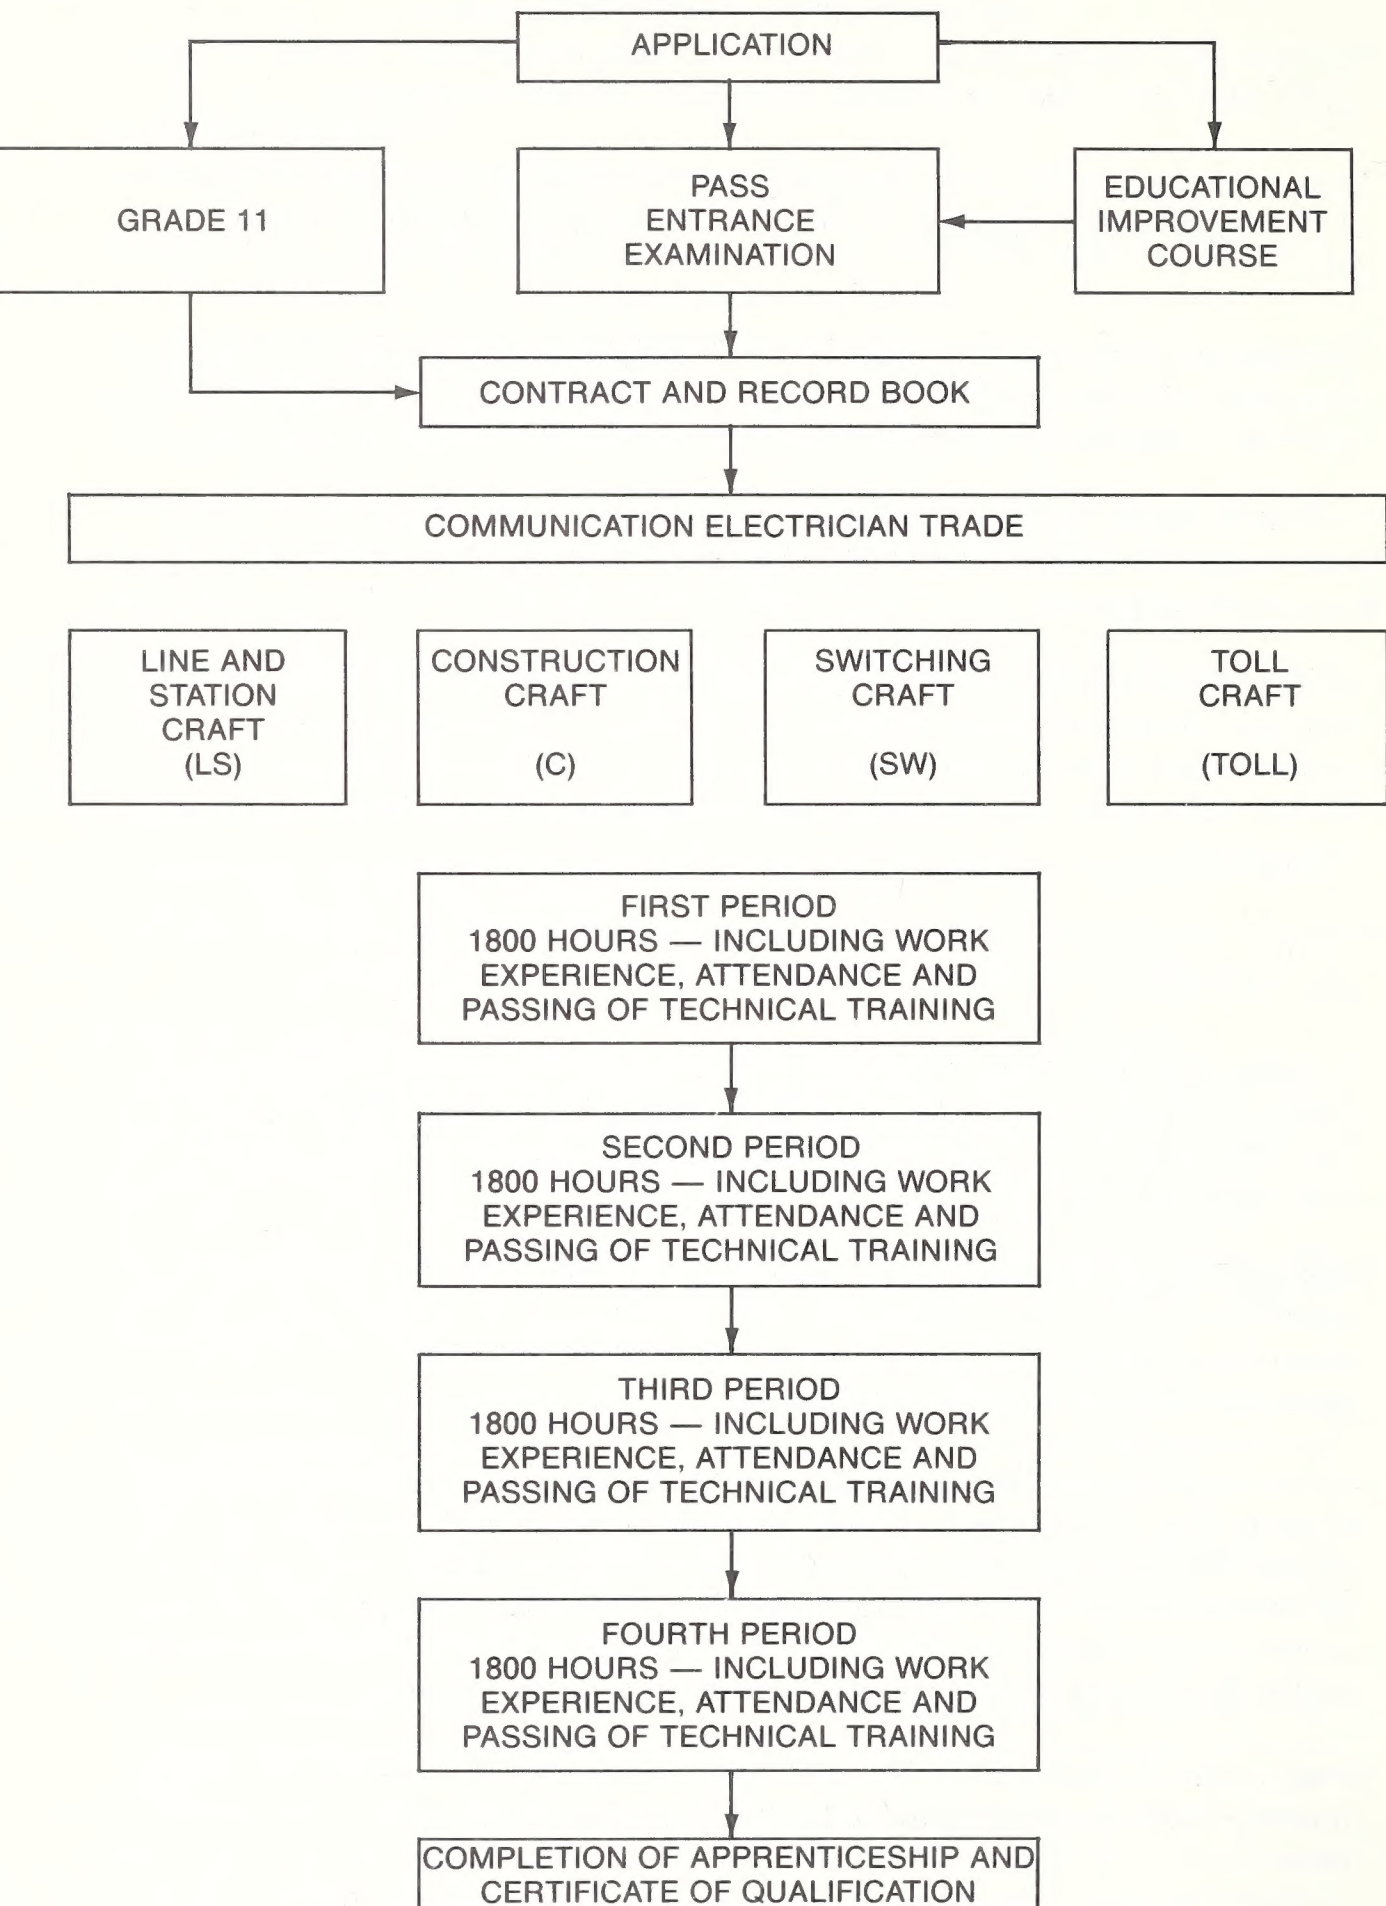 APPLICATION
GRADE 11
PASS
ENTRANCE
EXAMINATION
EDUCATIONAL
IMPROVEMENT
COURSE
CONTRACT AND RECORD BOOK
COMMUNICATION ELECTRICIAN TRADE
LINE AND
STATION
CRAFT
(LS)
CONSTRUCTION
CRAFT
(C)
SWITCHING
CRAFT
(SW)
TOLL
CRAFT
(TOLL)
FIRST PERIOD
1800 HOURS — INCLUDING WORK
EXPERIENCE, ATTENDANCE AND
PASSING OF TECHNICAL TRAINING
SECOND PERIOD
1800 HOURS — INCLUDING WORK
EXPERIENCE, ATTENDANCE AND
PASSING OF TECHNICAL TRAINING
THIRD PERIOD
1800 HOURS — INCLUDING WORK
EXPERIENCE, ATTENDANCE AND
PASSING OF TECHNICAL TRAINING
FOURTH PERIOD
1800 HOURS — INCLUDING WORK
EXPERIENCE, ATTENDANCE AND
PASSING OF TECHNICAL TRAINING
COMPLETION OF APPRENTICESHIP AND
CERTIFICATE OF QUALIFICATION